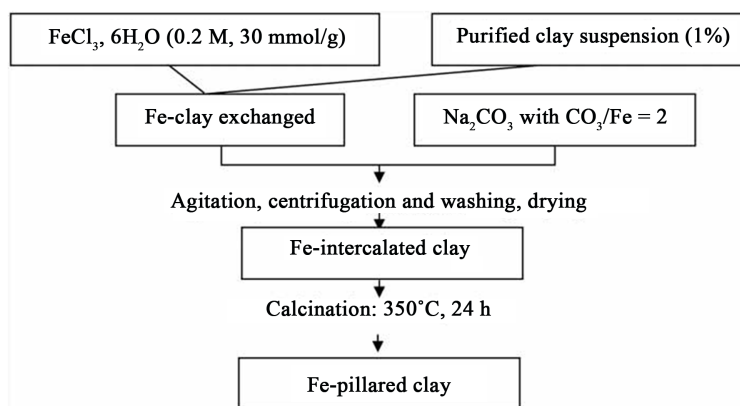 FeCl₃, 6H₂O (0.2 M, 30 mmol/g)
Purified clay suspension (1%)
Fe-clay exchanged
Na₂CO₃ with CO₃/Fe = 2
Agitation, centrifugation and washing, drying
Fe-intercalated clay
Calcination: 350˚C, 24 h
Fe-pillared clay